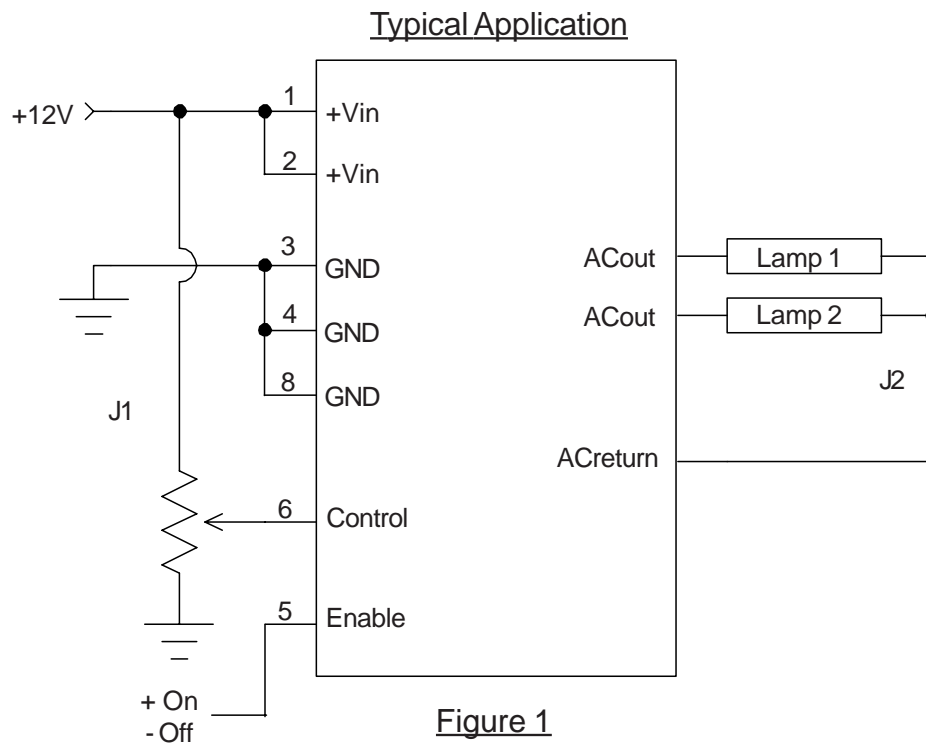 Typical Application
+12V
1
+Vin
2
+Vin
3
GND
4
GND
8
GND
J1
6
Control
5
Enable
+ On
- Off
ACout
Lamp 1
ACout
Lamp 2
J2
ACreturn
Figure 1